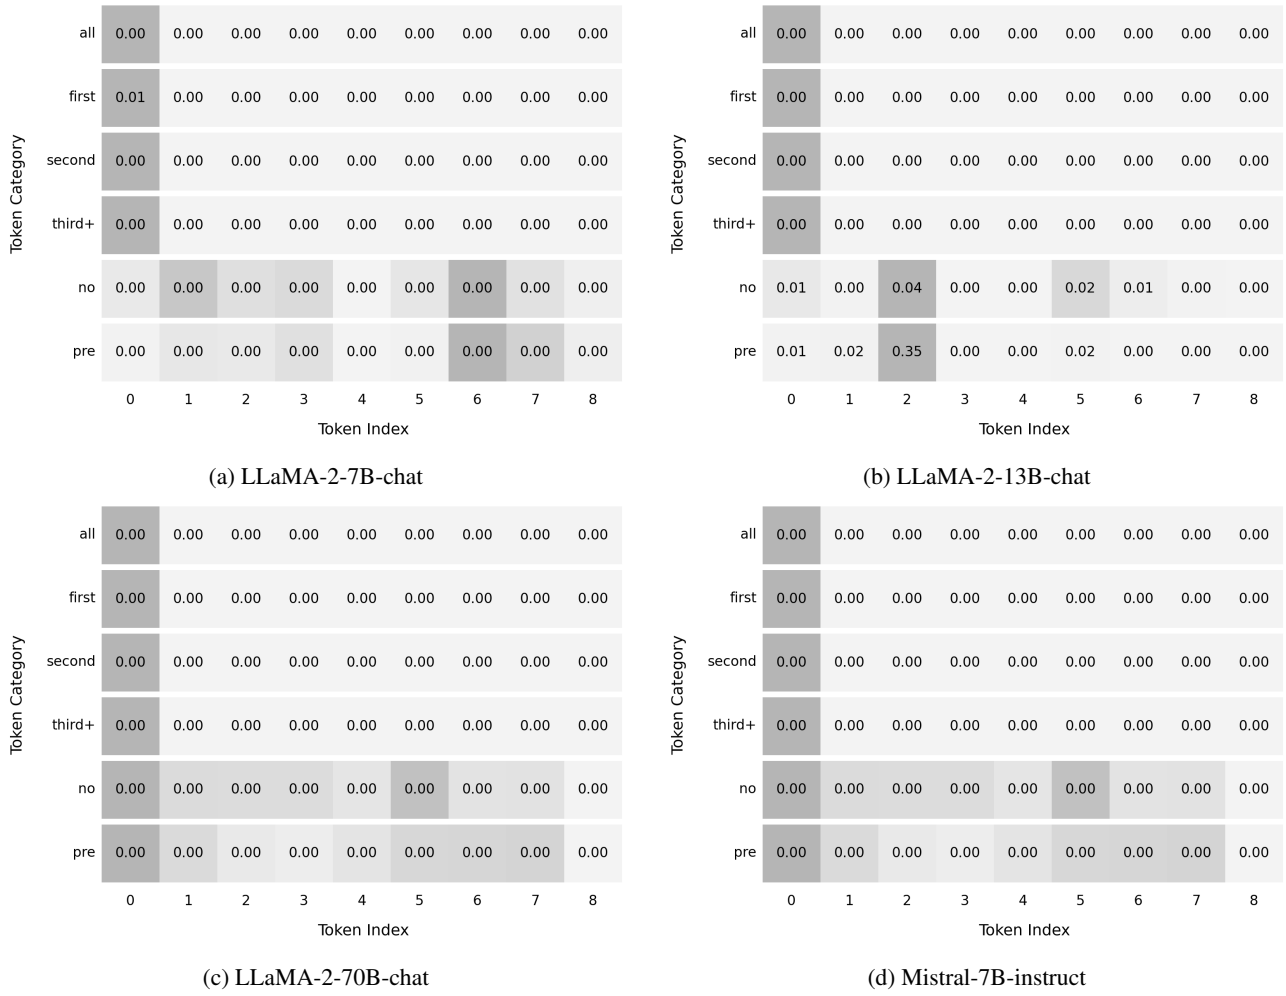 all 0.00 0.00 0.00 0.00 0.00 0.00 0.00 0.00 0.00
first 0.01 0.00 0.00 0.00 0.00 0.00 0.00 0.00 0.00
second 0.00 0.00 0.00 0.00 0.00 0.00 0.00 0.00 0.00
third+ 0.00 0.00 0.00 0.00 0.00 0.00 0.00 0.00 0.00
no 0.00 0.00 0.00 0.00 0.00 0.00 0.00 0.00 0.00
pre 0.00 0.00 0.00 0.00 0.00 0.00 0.00 0.00 0.00
0 1 2 3 4 5 6 7 8
Token Category
Token Index
(a) LLaMA-2-7B-chat
all 0.00 0.00 0.00 0.00 0.00 0.00 0.00 0.00 0.00
first 0.00 0.00 0.00 0.00 0.00 0.00 0.00 0.00 0.00
second 0.00 0.00 0.00 0.00 0.00 0.00 0.00 0.00 0.00
third+ 0.00 0.00 0.00 0.00 0.00 0.00 0.00 0.00 0.00
no 0.01 0.00 0.04 0.00 0.00 0.02 0.01 0.00 0.00
pre 0.01 0.02 0.35 0.00 0.00 0.02 0.00 0.00 0.00
0 1 2 3 4 5 6 7 8
Token Category
Token Index
(b) LLaMA-2-13B-chat
all 0.00 0.00 0.00 0.00 0.00 0.00 0.00 0.00 0.00
first 0.00 0.00 0.00 0.00 0.00 0.00 0.00 0.00 0.00
second 0.00 0.00 0.00 0.00 0.00 0.00 0.00 0.00 0.00
third+ 0.00 0.00 0.00 0.00 0.00 0.00 0.00 0.00 0.00
no 0.00 0.00 0.00 0.00 0.00 0.00 0.00 0.00 0.00
pre 0.00 0.00 0.00 0.00 0.00 0.00 0.00 0.00 0.00
0 1 2 3 4 5 6 7 8
Token Category
Token Index
(c) LLaMA-2-70B-chat
all 0.00 0.00 0.00 0.00 0.00 0.00 0.00 0.00 0.00
first 0.00 0.00 0.00 0.00 0.00 0.00 0.00 0.00 0.00
second 0.00 0.00 0.00 0.00 0.00 0.00 0.00 0.00 0.00
third+ 0.00 0.00 0.00 0.00 0.00 0.00 0.00 0.00 0.00
no 0.00 0.00 0.00 0.00 0.00 0.00 0.00 0.00 0.00
pre 0.00 0.00 0.00 0.00 0.00 0.00 0.00 0.00 0.00
0 1 2 3 4 5 6 7 8
Token Category
Token Index
(d) Mistral-7B-instruct